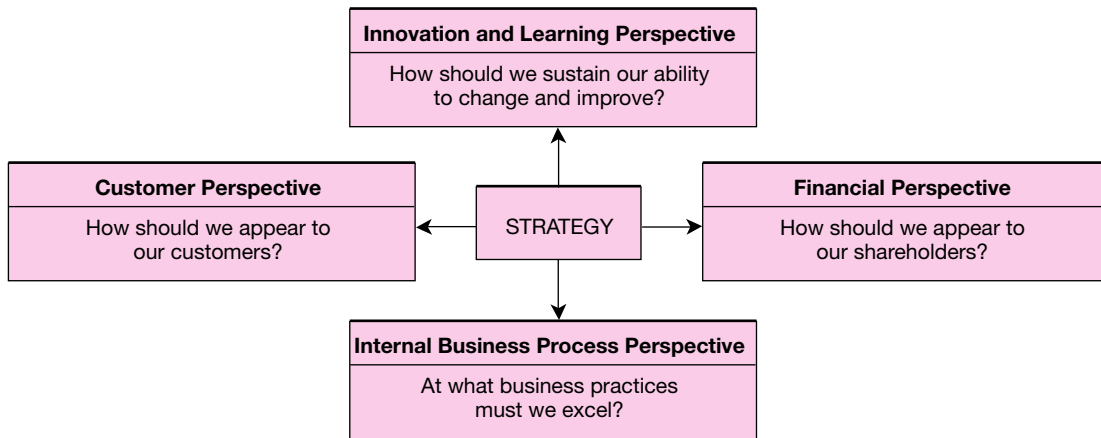 Innovation and Learning Perspective
How should we sustain our ability
to change and improve?
Customer Perspective
How should we appear to
our customers?
STRATEGY
Financial Perspective
How should we appear to
our shareholders?
Internal Business Process Perspective
At what business practices
must we excel?